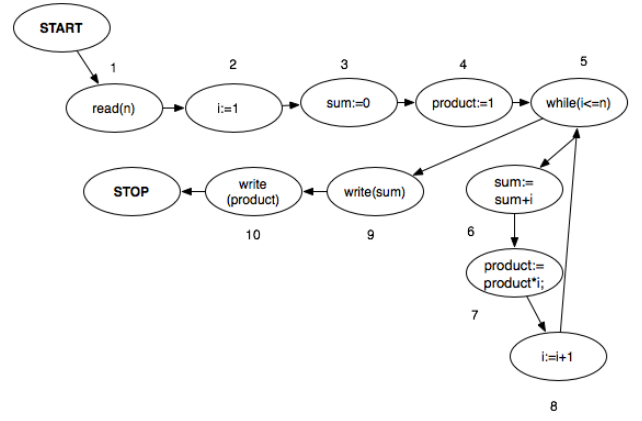 START
1
2
3
4
5
read(n)
i:=1
sum:=0
product:=1
while(i<=n)
STOP
write
(product)
write(sum)
sum:=
sum+i
10
9
6
product:=
product*i;
7
i:=i+1
8